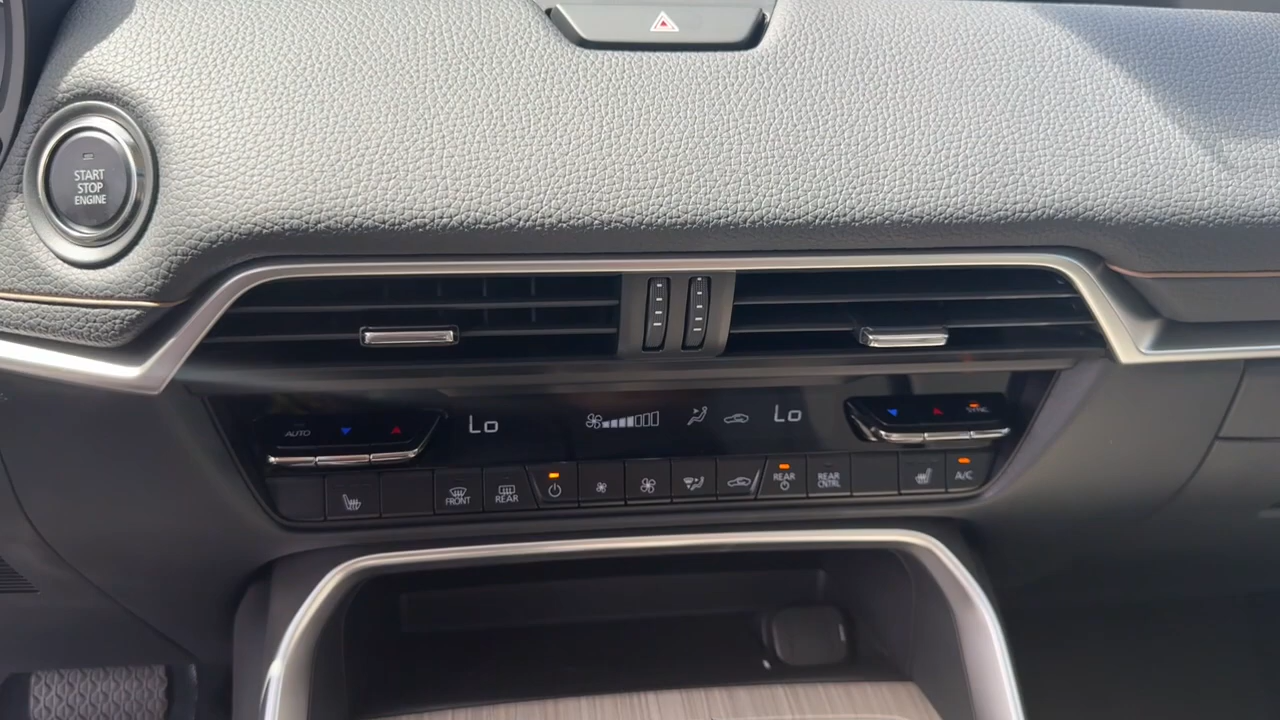 START
STOP
ENGINE
AUTO
Lo
Lo
SYNC
FRONT
REAR
REAR
REAR
CNTRL
A/C